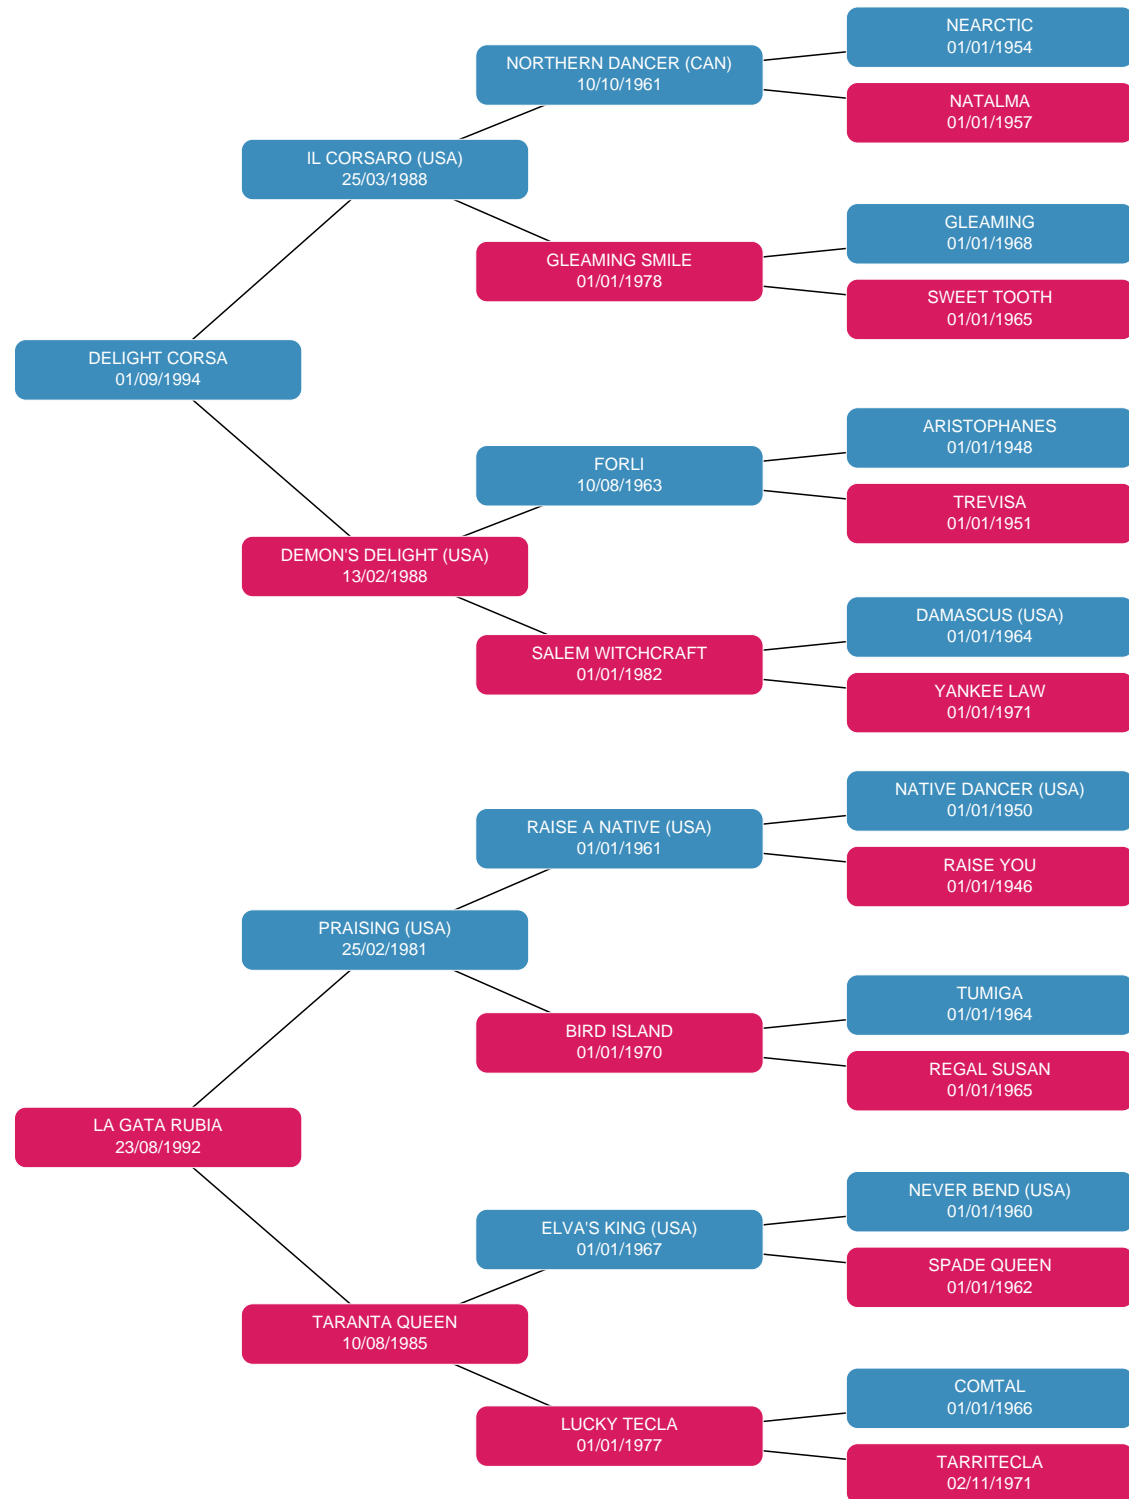 NEARCTIC
01/01/1954
NORTHERN DANCER (CAN)
10/10/1961
NATALMA
01/01/1957
IL CORSARO (USA)
25/03/1988
GLEAMING
01/01/1968
GLEAMING SMILE
01/01/1978
SWEET TOOTH
01/01/1965
DELIGHT CORSA
01/09/1994
ARISTOPHANES
01/01/1948
FORLI
10/08/1963
TREVISA
01/01/1951
DEMON'S DELIGHT (USA)
13/02/1988
DAMASCUS (USA)
01/01/1964
SALEM WITCHCRAFT
01/01/1982
YANKEE LAW
01/01/1971
NATIVE DANCER (USA)
01/01/1950
RAISE A NATIVE (USA)
01/01/1961
RAISE YOU
01/01/1946
PRAISING (USA)
25/02/1981
TUMIGA
01/01/1964
BIRD ISLAND
01/01/1970
REGAL SUSAN
01/01/1965
LA GATA RUBIA
23/08/1992
NEVER BEND (USA)
01/01/1960
ELVA'S KING (USA)
01/01/1967
SPADE QUEEN
01/01/1962
TARANTA QUEEN
10/08/1985
COMTAL
01/01/1966
LUCKY TECLA
01/01/1977
TARRITECLA
02/11/1971